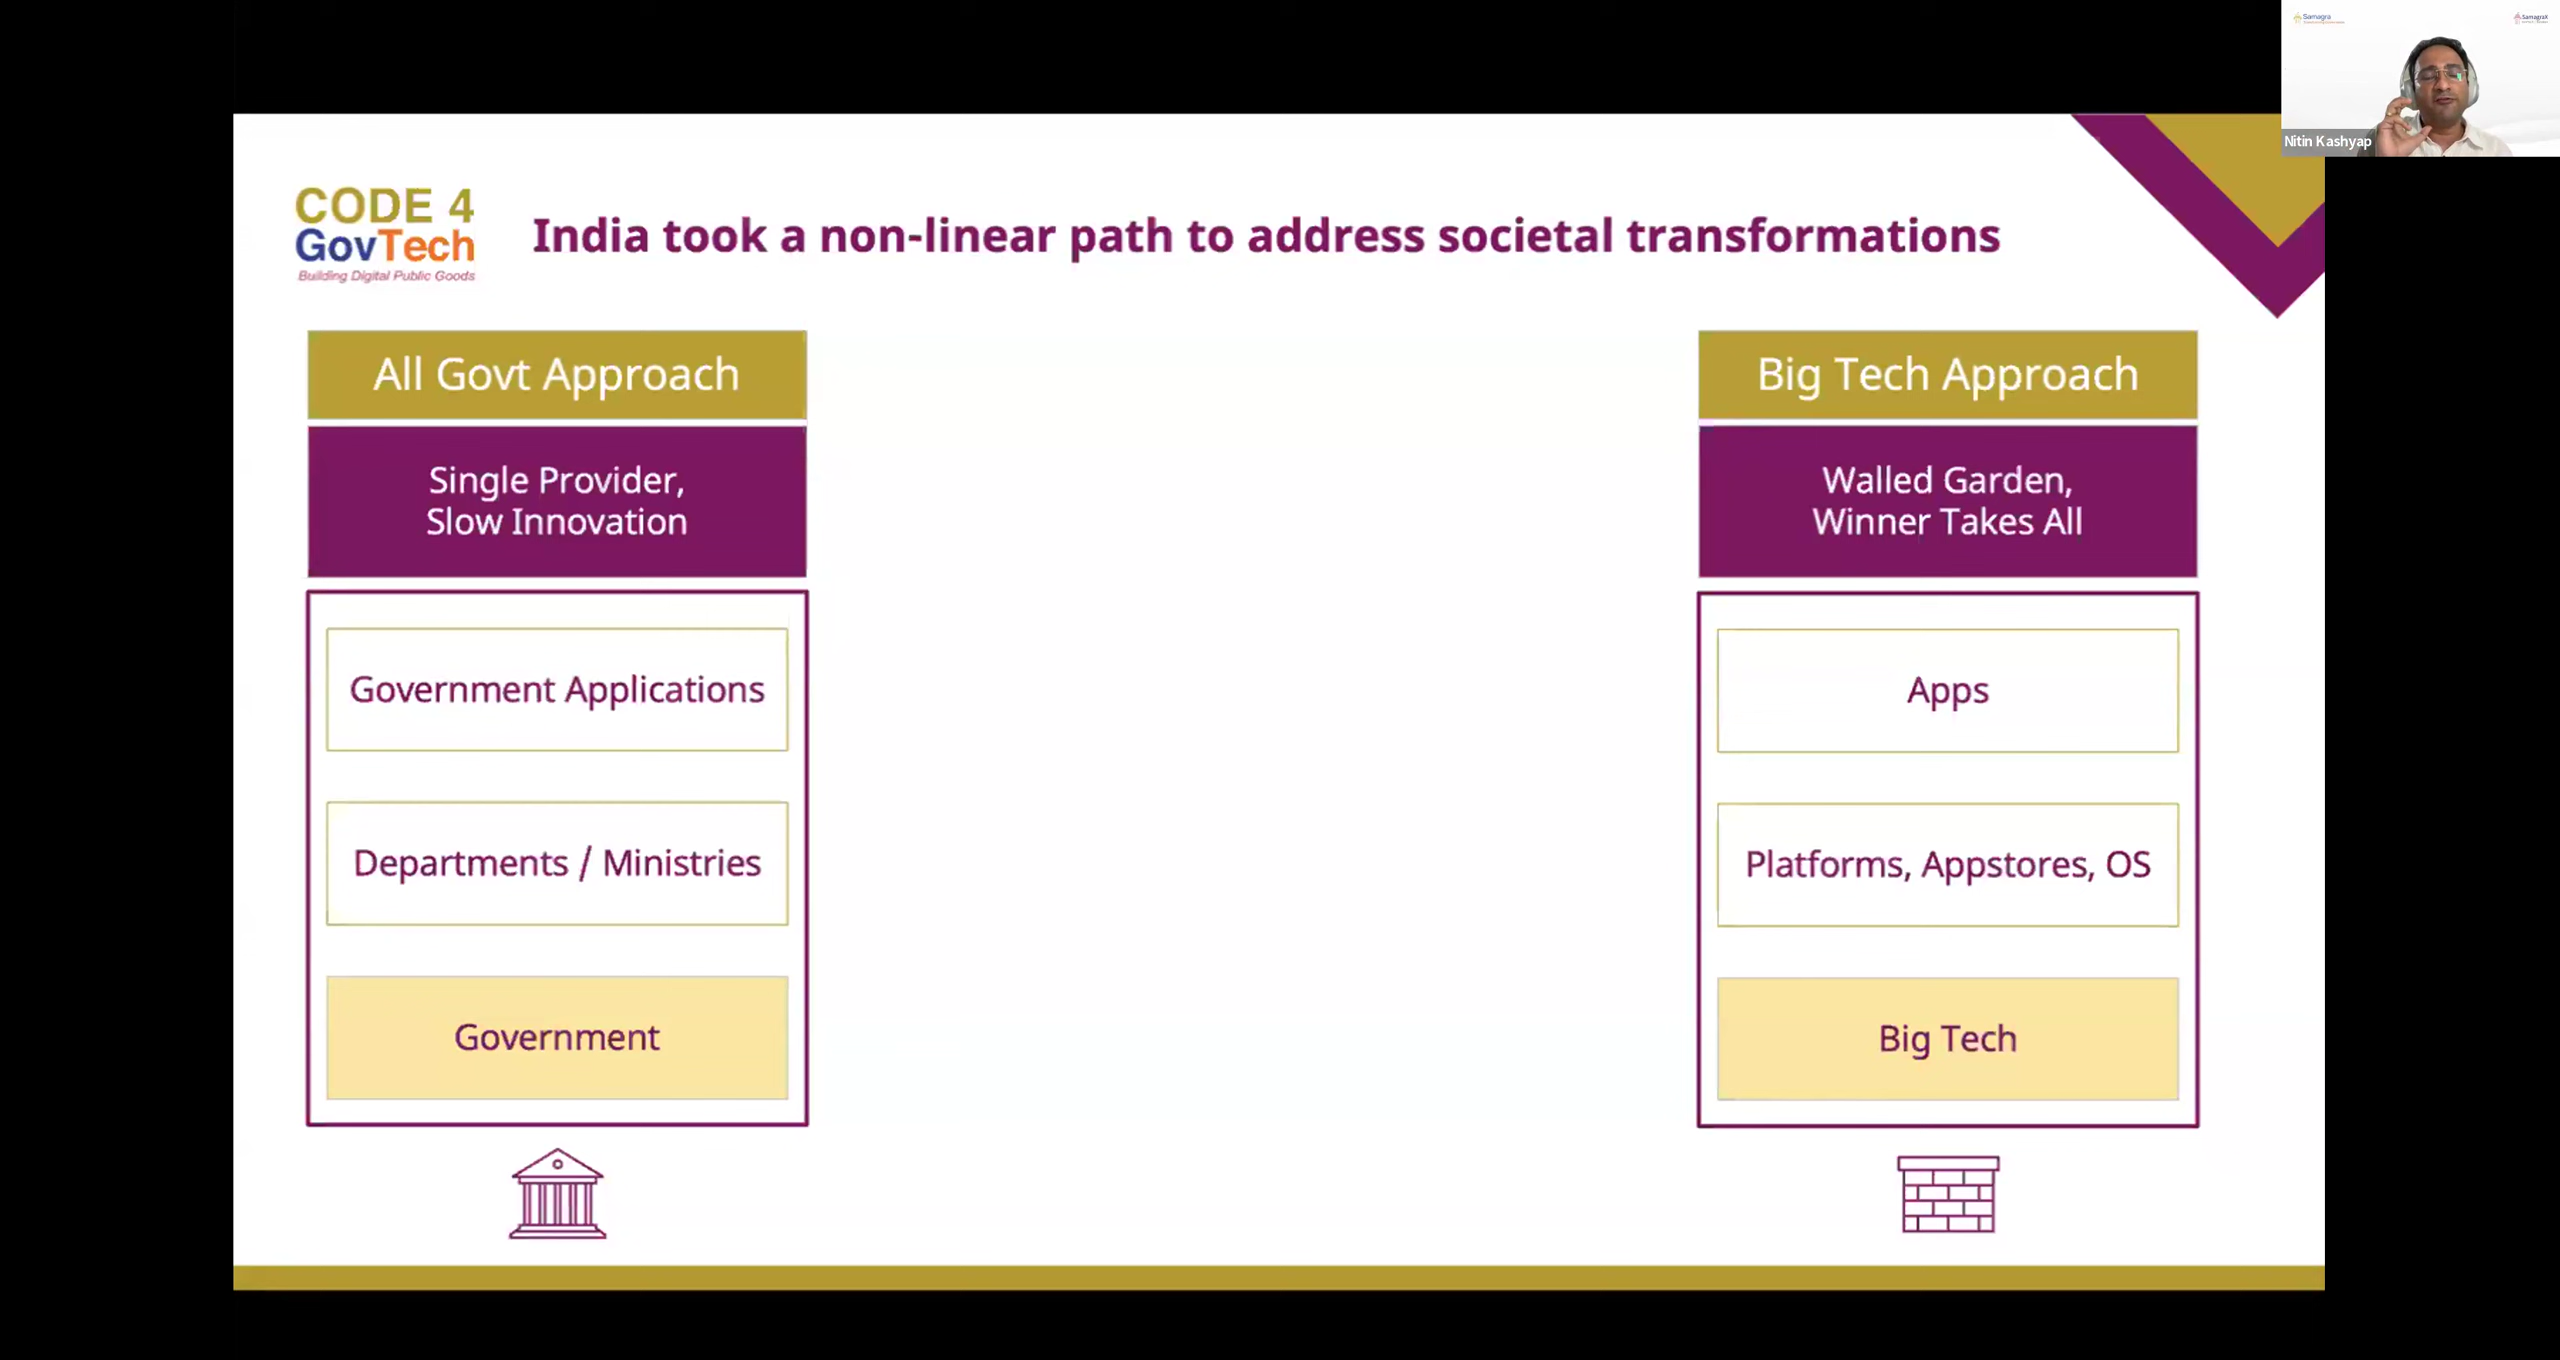 Samagra
SamagraX
Nitin Kashyap
CODE 4
GovTech
Building Digital Public Goods
India took a non-linear path to address societal transformations
All Govt Approach
Single Provider,
Slow Innovation
Government Applications
Departments / Ministries
Government
Big Tech Approach
Walled Garden,
Winner Takes All
Apps
Platforms, Appstores, OS
Big Tech